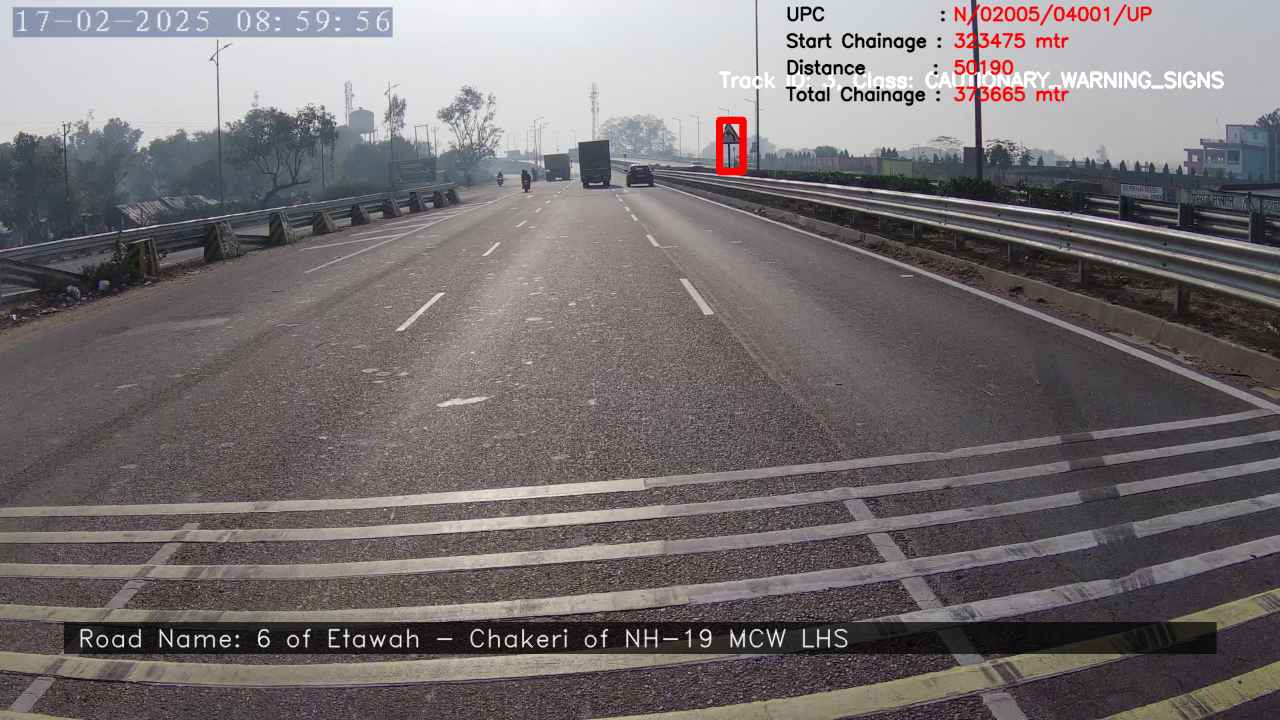 17-02-2025 08:59:56
UPC : N/02005/04001/UP
Start Chainage : 323475 mtr
Distance : 50190
Track ID: 3, Class: CAUTIONARY_WARNING_SIGNS
Total Chainage : 373665 mtr
Road Name: 6 of Etawah - Chakeri of NH-19 MCW LHS